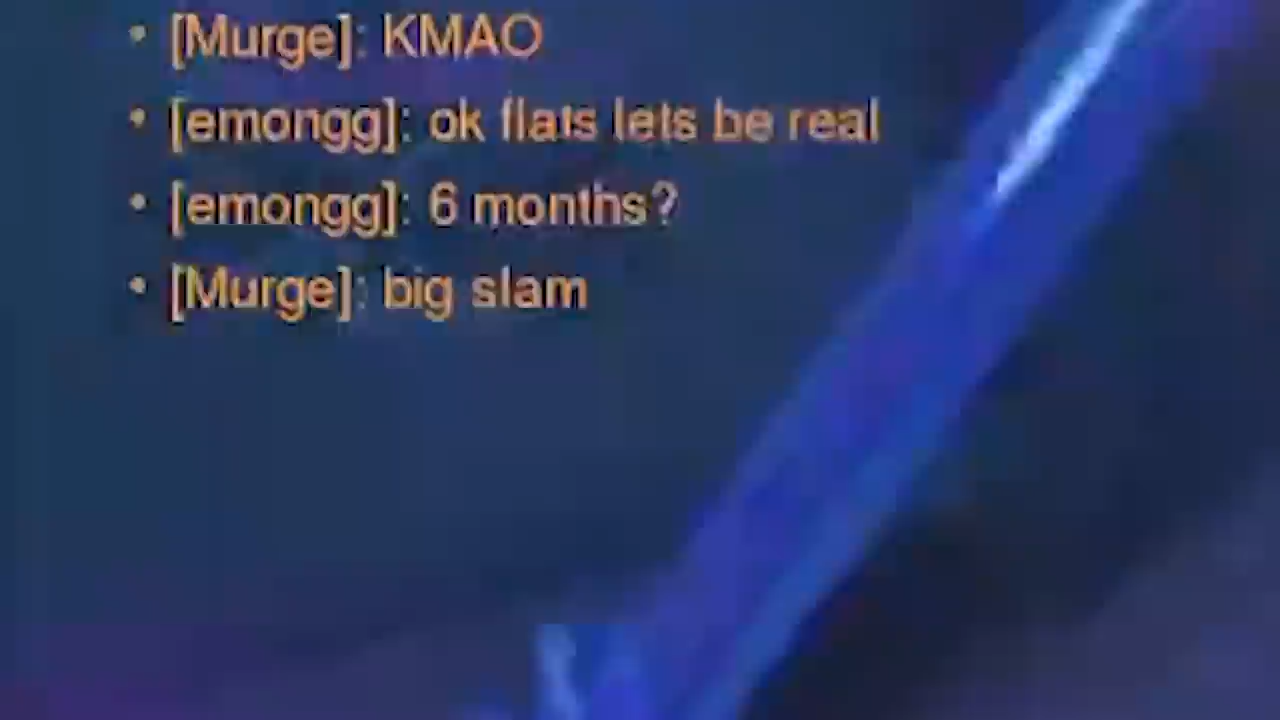 • [Murge]: KMAO
• [emongg]: ok flats lets be real
• [emongg]: 6 months?
• [Murge]: big slam